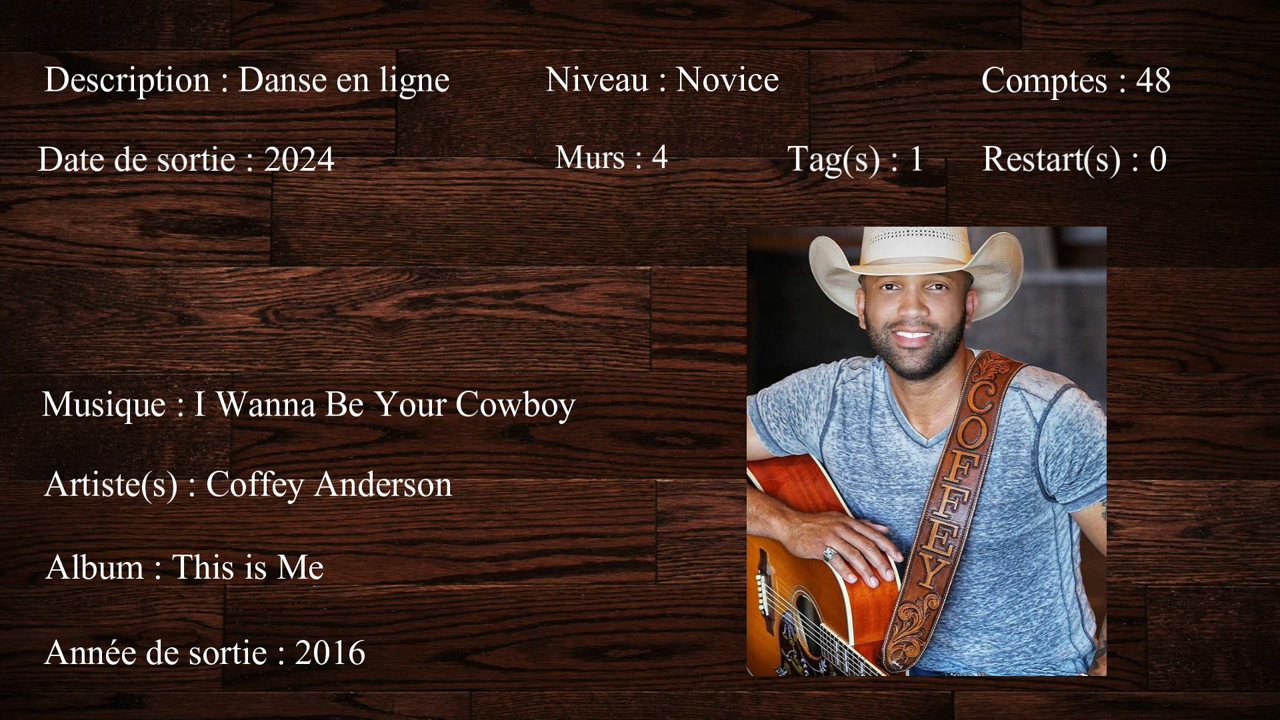 Description : Danse en ligne
Niveau : Novice
Comptes : 48
Date de sortie : 2024
Murs : 4
Tag(s) : 1
Restart(s) : 0
Musique : I Wanna Be Your Cowboy
Artiste(s) : Coffey Anderson
Album : This is Me
Année de sortie : 2016
COFFEY